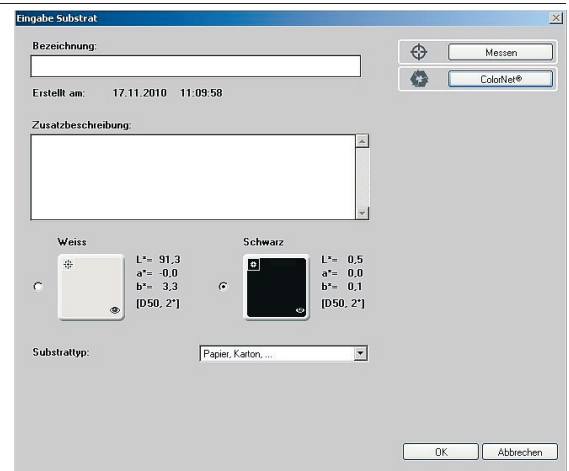 Eingabe Substrat
Bezeichnung:
Messen
ColorNet®
Erstellt am: 17.11.2010 11:09:58
Zusatzbeschreibung:
Weiss
L*= 91,3
a*= -0,0
b*= 3,3
[D50, 2°]
Schwarz
L*= 0,5
a*= 0,0
b*= 0,1
[D50, 2°]
Substrattyp:
Papier, Karton, ...
OK
Abbrechen